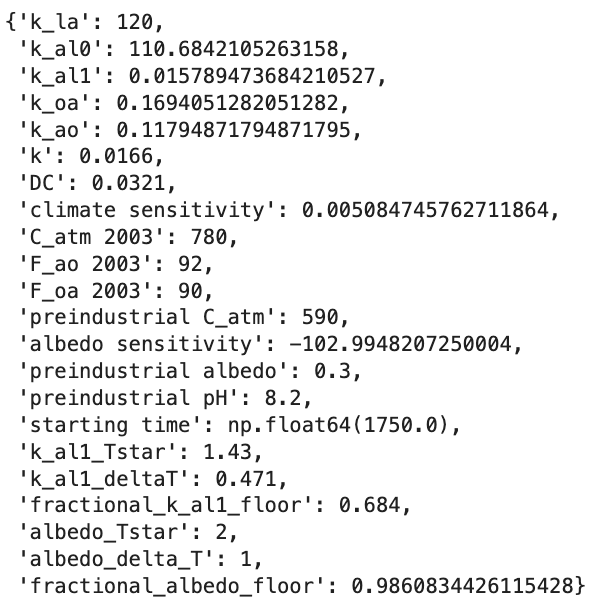 {'k_la': 120,
'k_al0': 110.6842105263158,
'k_al1': 0.015789473684210527,
'k_oa': 0.1694051282051282,
'k_ao': 0.11794871794871795,
'k': 0.0166,
'DC': 0.0321,
'climate sensitivity': 0.005084745762711864,
'C_atm 2003': 780,
'F_ao 2003': 92,
'F_oa 2003': 90,
'preindustrial C_atm': 590,
'albedo sensitivity': -102.9948207250004,
'preindustrial albedo': 0.3,
'preindustrial pH': 8.2,
'starting time': np.float64(1750.0),
'k_al1_Tstar': 1.43,
'k_al1_deltaT': 0.471,
'fractional_k_al1_floor': 0.684,
'albedo_Tstar': 2,
'albedo_delta_T': 1,
'fractional_albedo_floor': 0.9860834426115428}